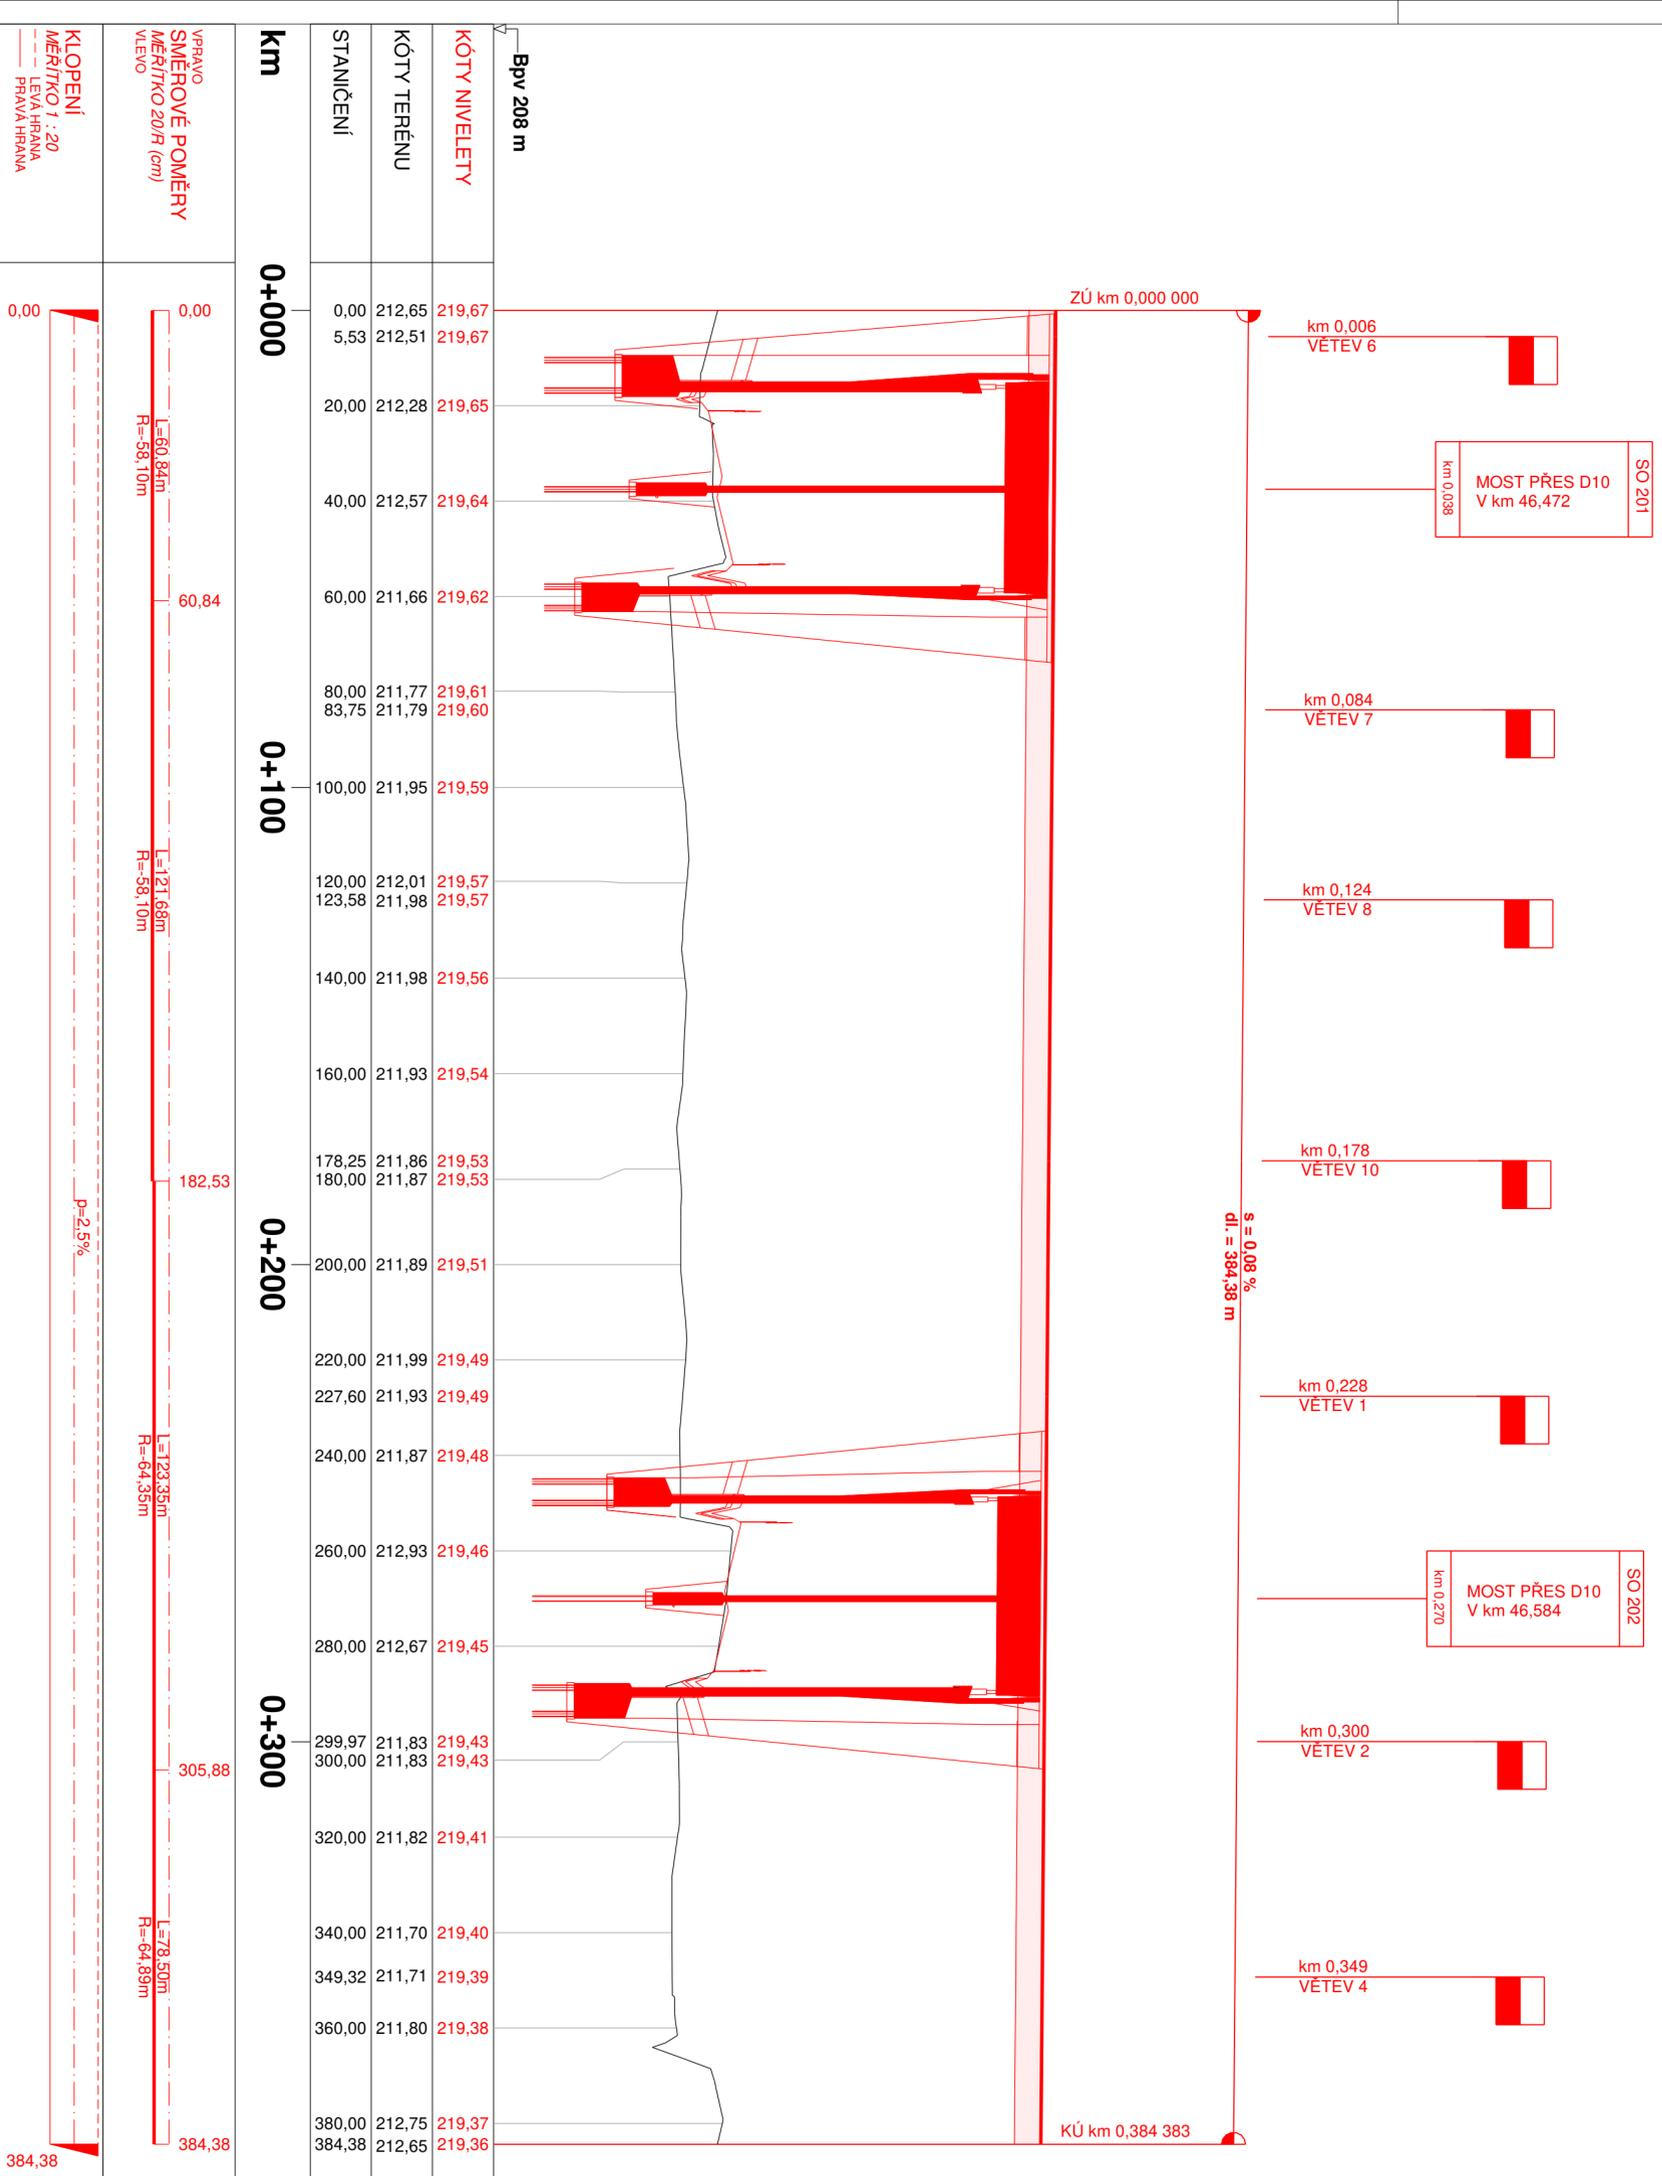 KLOPENÍ
MĚŘÍTKO 1 : 20
LEVÁ HRANA
PRAVÁ HRANA
VPRAVO
SMĚROVÉ POMĚRY
MĚŘÍTKO 20/R (cm)
VLEVO
km
STANIČENÍ
KÓTY TERÉNU
KÓTY NIVELETY
Bpv 208 m
0,00
p=2,5%
384,38
0,00
60,84
182,53
305,88
384,38
L=60,84m
R=-58,10m
L=121,68m
R=-58,10m
L=123,35m
R=-64,35m
L=78,50m
R=-64,89m
0+000
0+100
0+200
0+300
0,00 212,65 219,67
5,53 212,51 219,67
20,00 212,28 219,65
40,00 212,57 219,64
60,00 211,66 219,62
80,00 211,77 219,61
83,75 211,79 219,60
100,00 211,95 219,59
120,00 212,01 219,57
123,58 211,98 219,57
140,00 211,98 219,56
160,00 211,93 219,54
178,25 211,86 219,53
180,00 211,87 219,53
200,00 211,89 219,51
220,00 211,99 219,49
227,60 211,93 219,49
240,00 211,87 219,48
260,00 212,93 219,46
280,00 212,67 219,45
299,97 211,83 219,43
300,00 211,83 219,43
320,00 211,82 219,41
340,00 211,70 219,40
349,32 211,71 219,39
360,00 211,80 219,38
380,00 212,75 219,37
384,38 212,65 219,36
ZÚ km 0,000 000
s = 0,08 %
dl. = 384,38 m
KÚ km 0,384 383
km 0,006
VĚTEV 6
SO 201
MOST PŘES D10
V km 46,472
km 0,038
km 0,084
VĚTEV 7
km 0,124
VĚTEV 8
km 0,178
VĚTEV 10
km 0,228
VĚTEV 1
SO 202
MOST PŘES D10
V km 46,584
km 0,270
km 0,300
VĚTEV 2
km 0,349
VĚTEV 4